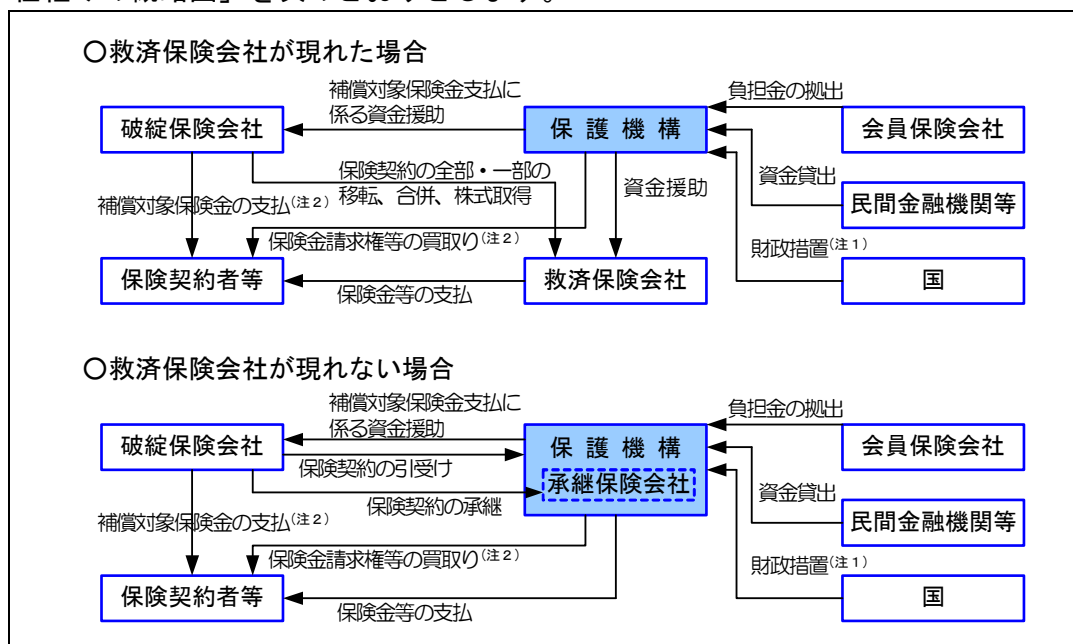 〇救済保険会社が現れた場合
補償対象保険金支払に
係る資金援助
負担金の拠出
破綻保険会社
保護機構
会員保険会社
保険契約の全部・一部の
移転、合併、株式取得
資金援助
資金貸出
民間金融機関等
補償対象保険金の支払(注2)
保険金請求権等の買取り(注2)
財政措置(注1)
保険契約者等
保険金等の支払
救済保険会社
国
〇救済保険会社が現れない場合
補償対象保険金支払に
係る資金援助
負担金の拠出
破綻保険会社
保護機構
会員保険会社
保険契約の引受け
承継保険会社
保険契約の承継
資金貸出
民間金融機関等
補償対象保険金の支払(注2)
保険金請求権等の買取り(注2)
財政措置(注1)
保険契約者等
保険金等の支払
国